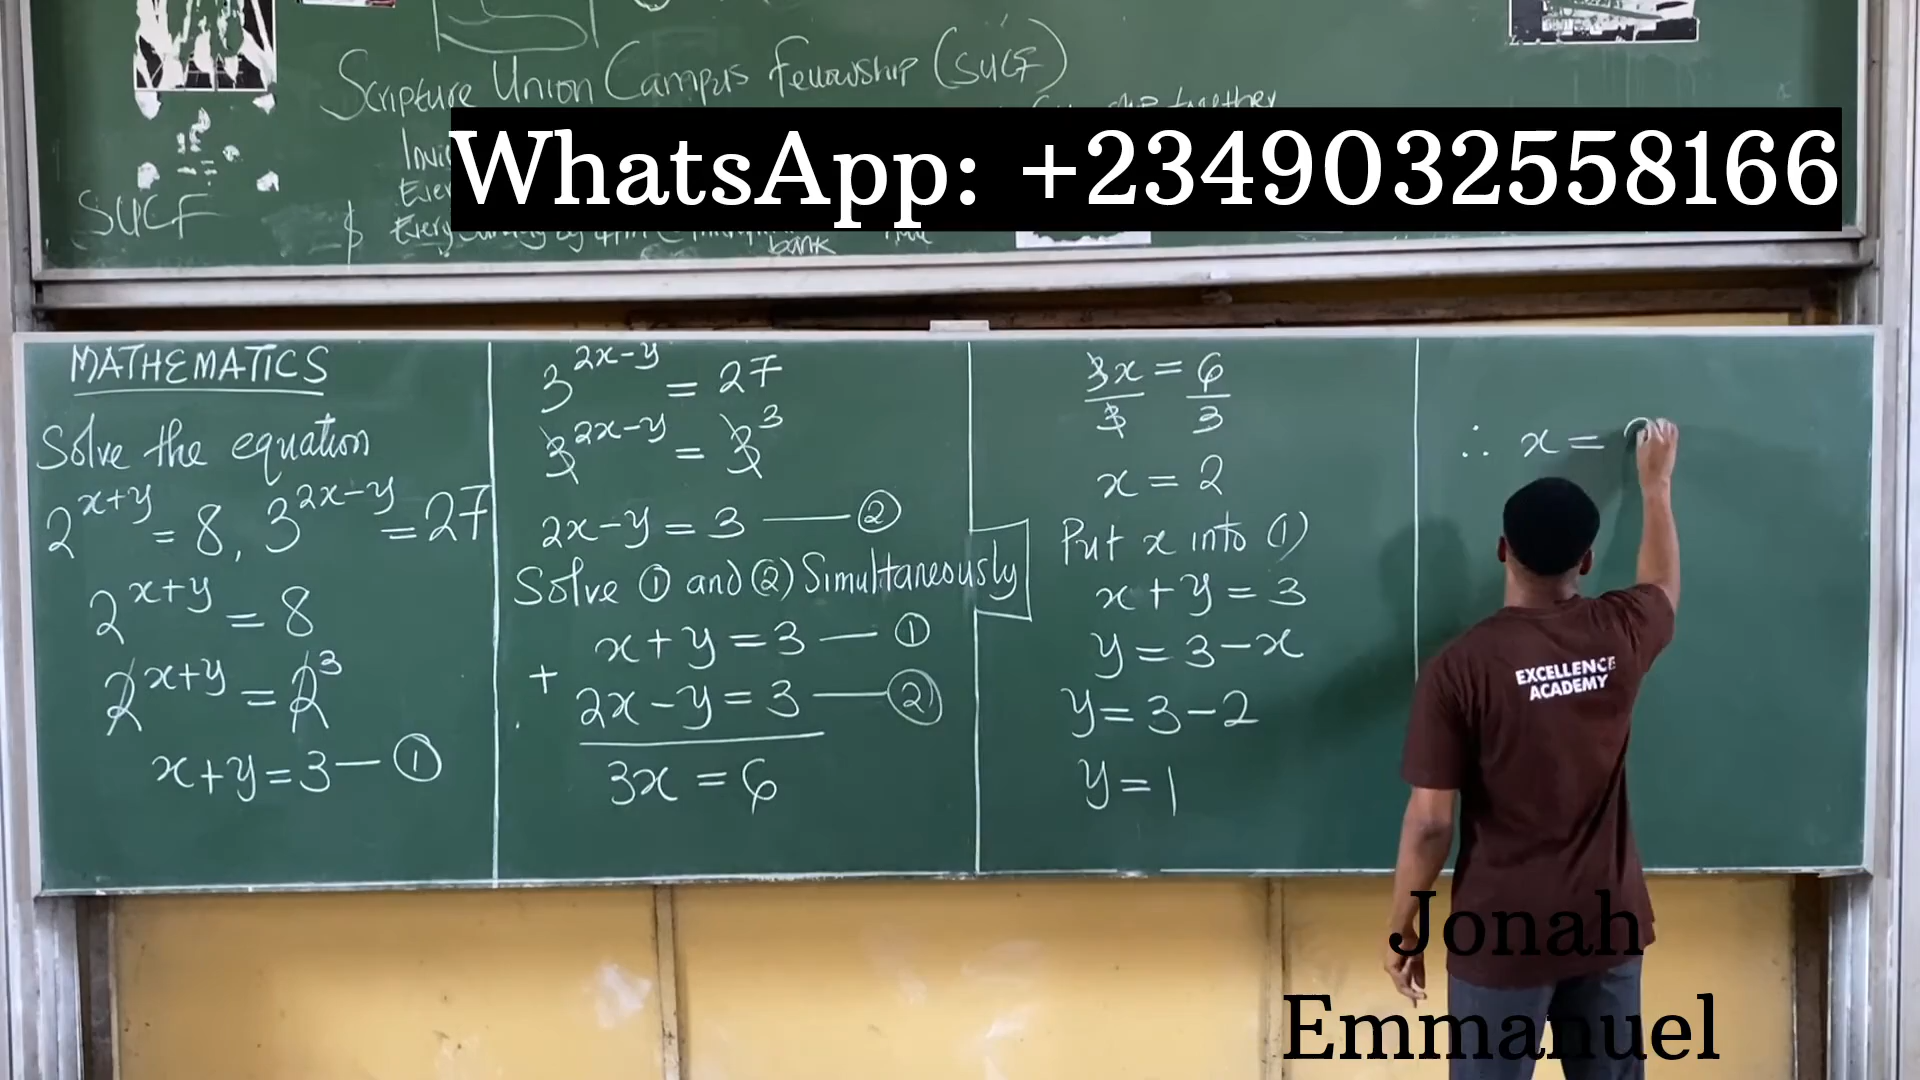 Scripture Union Campus Fellowship (SUCF)
together
WhatsApp: +2349032558166
SUCF
bank
MATHEMATICS
Solve the equation
2^{x+y} = 8, 3^{2x-y} = 27
2^{x+y} = 8
2^{x+y} = 2^3
x+y=3 — ①
3^{2x-y} = 27
3^{2x-y} = 3^3
2x-y = 3 — ②
Solve ① and ② Simultaneously
x+y=3 — ①
+ 2x-y=3 — ②
3x = 6
3x/3 = 6/3
x = 2
Put x into (1)
x+y=3
y=3-x
y=3-2
y=1
∴ x =
EXCELLENCE
ACADEMY
Jonah
Emmanuel